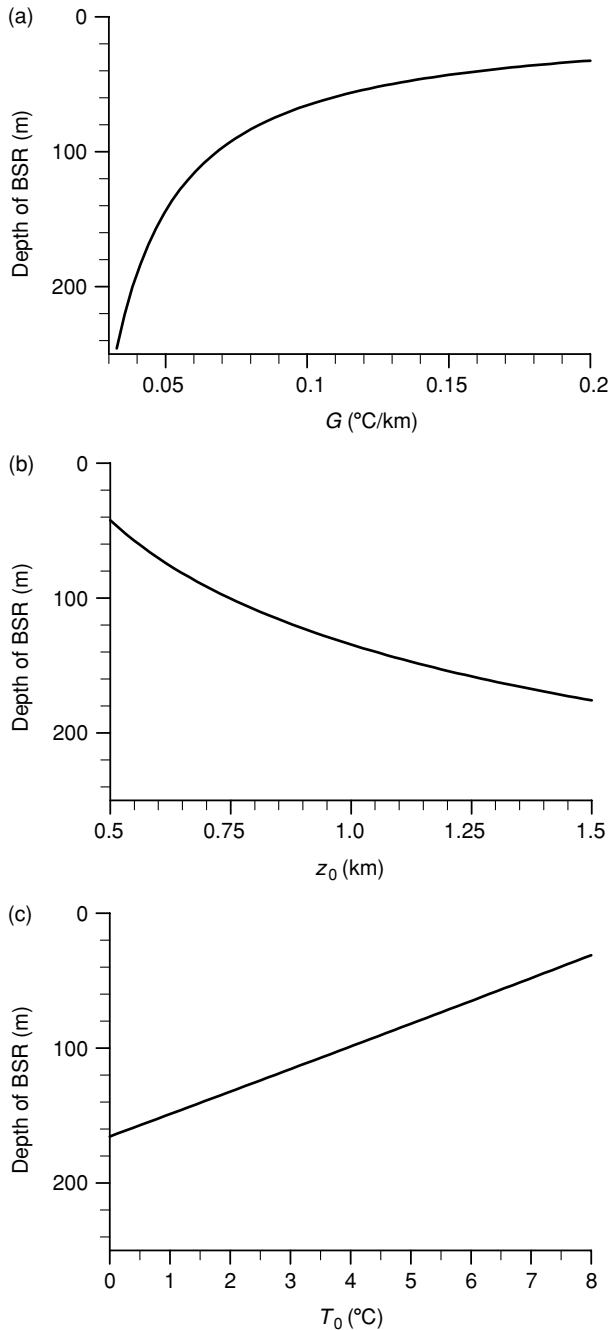 (a)
0
100
200
Depth of BSR (m)
0.05 0.1 0.15 0.2
G (°C/km)
(b)
0
100
200
Depth of BSR (m)
0.5 0.75 1.0 1.25 1.5
z0 (km)
(c)
0
100
200
Depth of BSR (m)
0 1 2 3 4 5 6 7 8
T0 (°C)